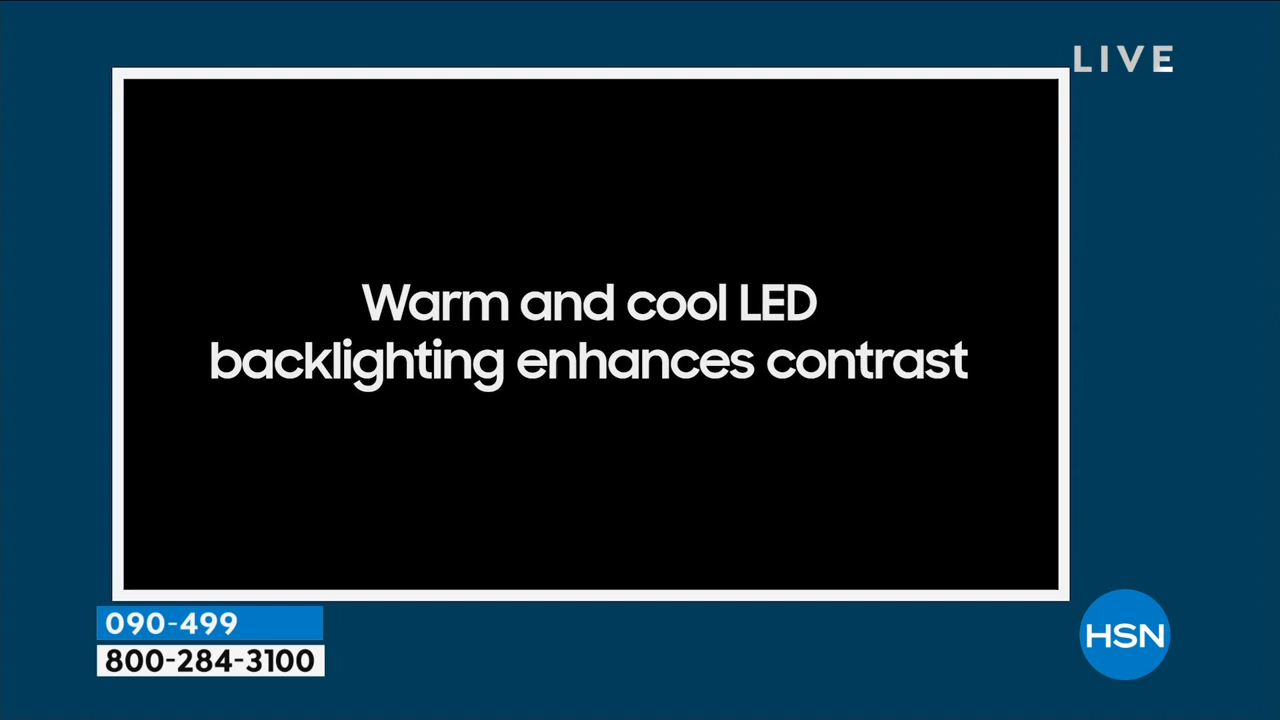 LIVE
Warm and cool LED
backlighting enhances contrast
090-499
800-284-3100
HSN